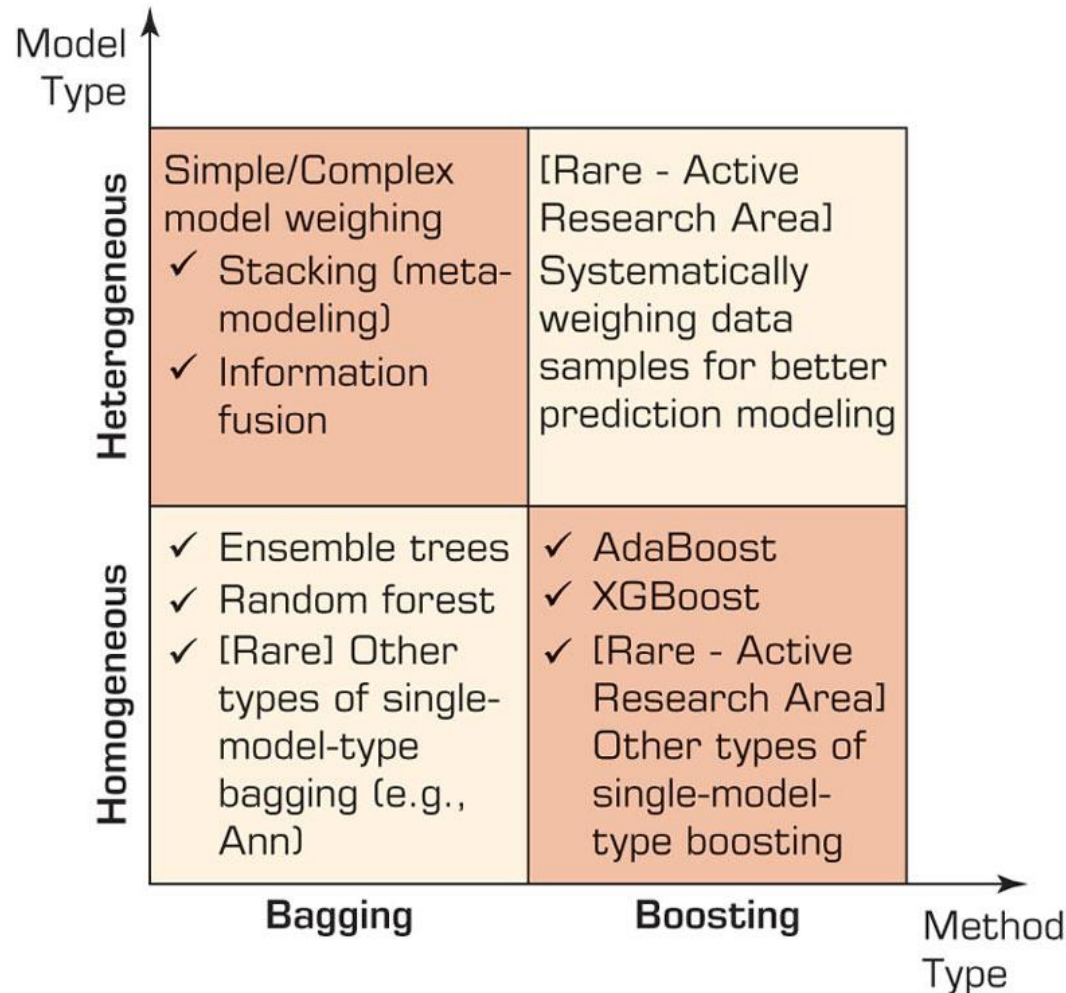 Model
Type
Heterogeneous
Simple/Complex
model weighing
✓ Stacking (meta-
modeling)
✓ Information
fusion
[Rare - Active
Research Area]
Systematically
weighing data
samples for better
prediction modeling
Homogeneous
✓ Ensemble trees
✓ Random forest
✓ [Rare] Other
types of single-
model-type
bagging (e.g.,
Ann)
✓ AdaBoost
✓ XGBoost
✓ [Rare - Active
Research Area]
Other types of
single-model-
type boosting
Bagging
Boosting
Method
Type